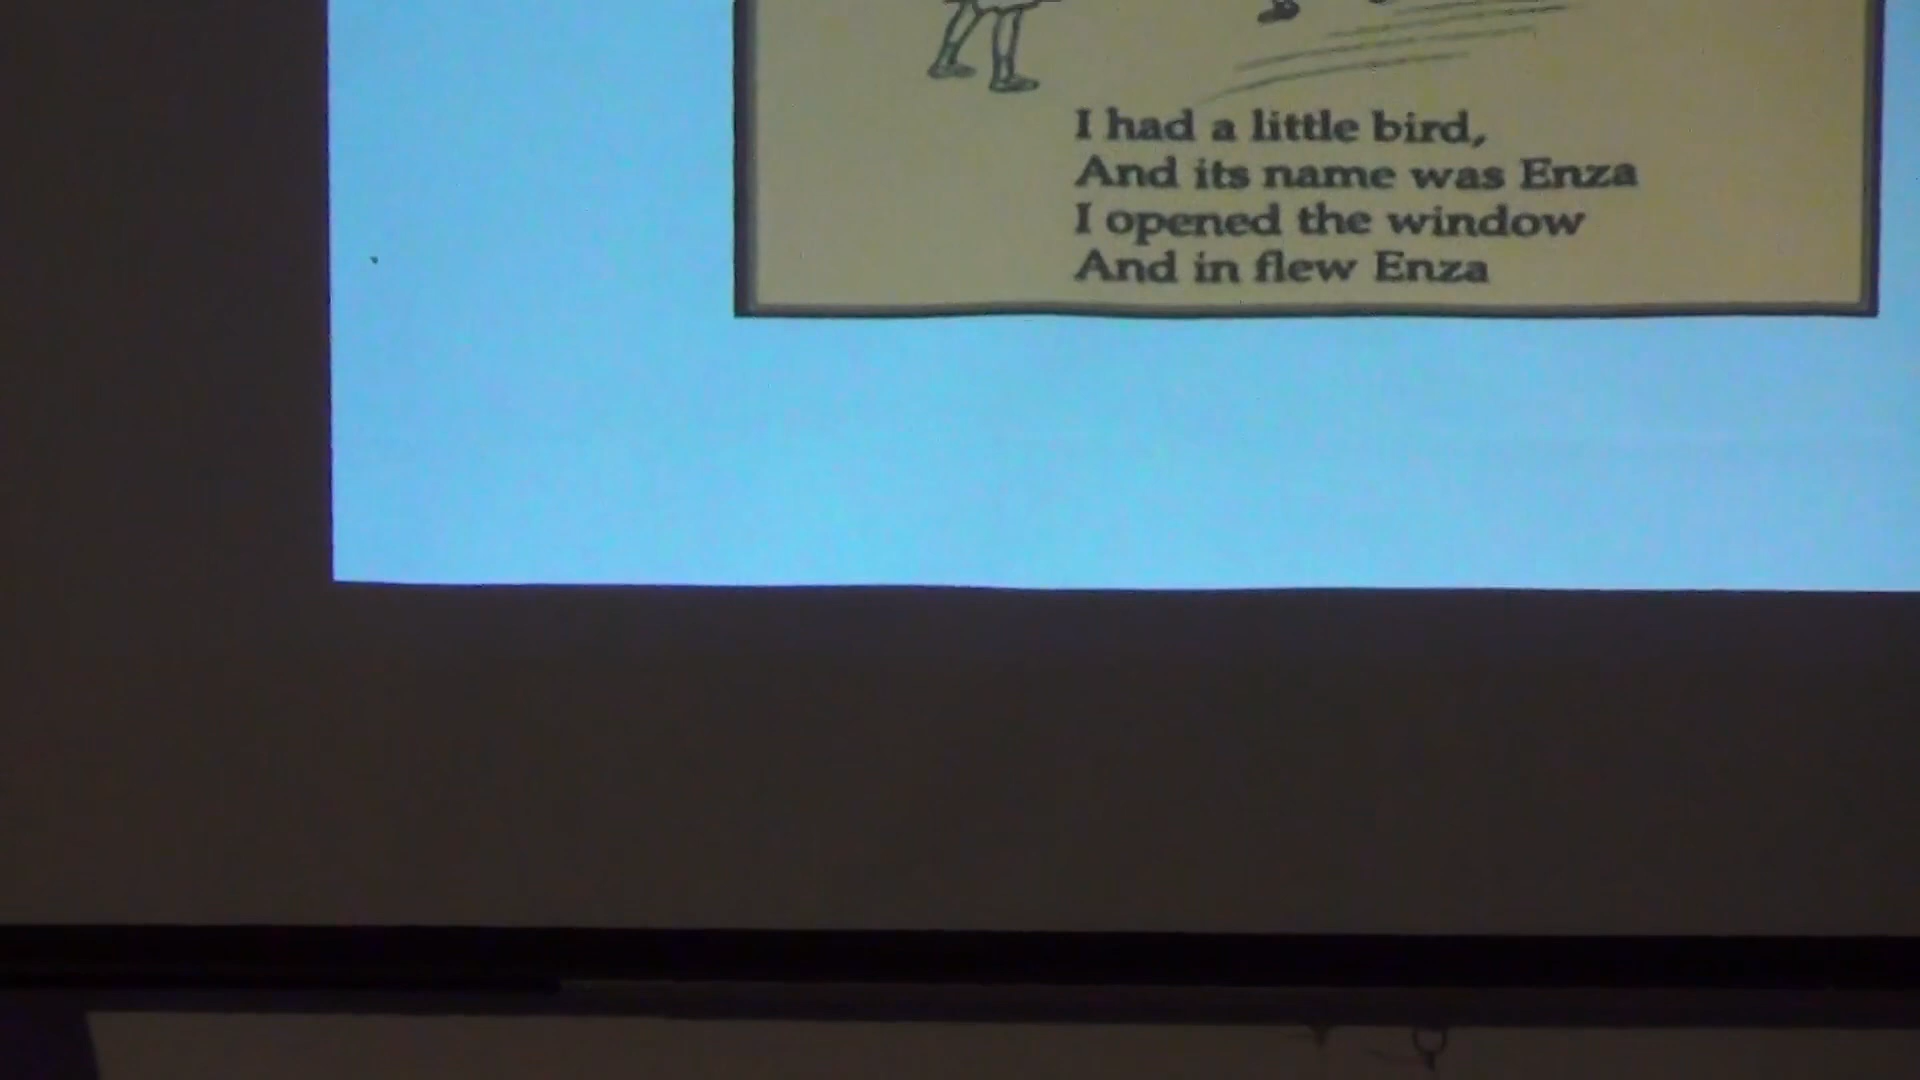 I had a little bird,
And its name was Enza
I opened the window
And in flew Enza